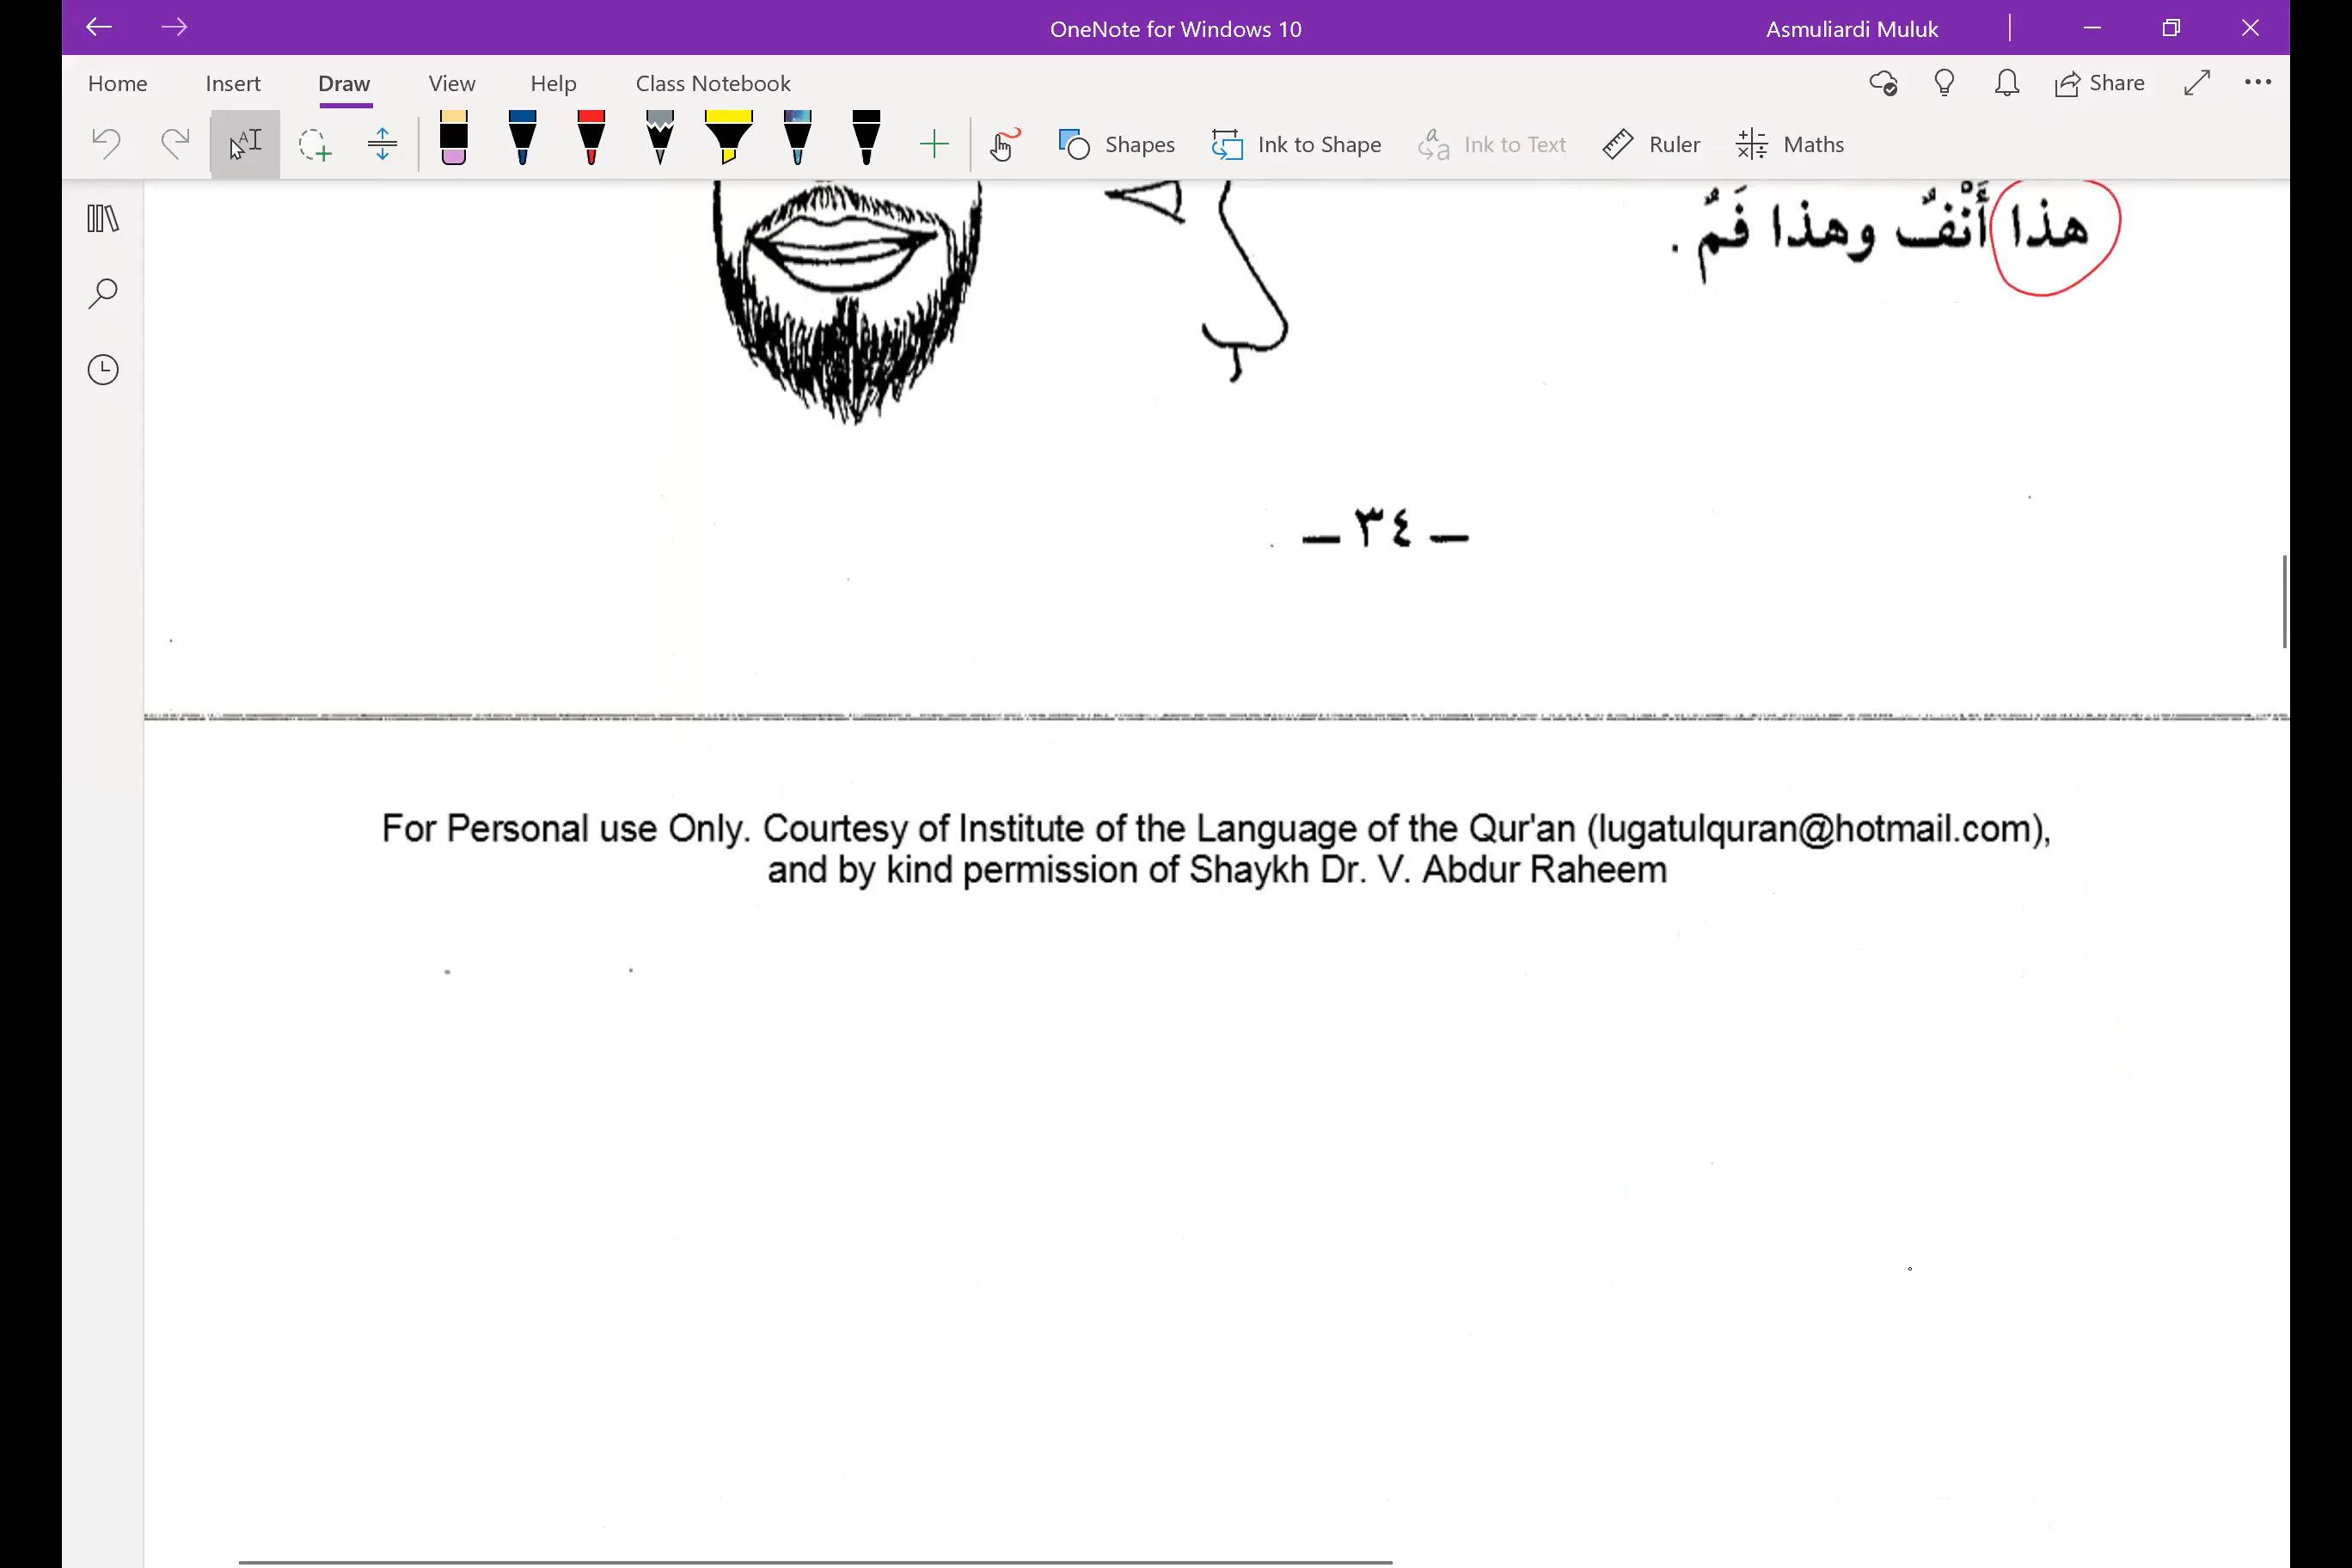 OneNote for Windows 10
Asmuliardi Muluk
Home Insert Draw View Help Class Notebook Share
Shapes Ink to Shape Ink to Text Ruler Maths
هذا أَنْفٌ وهذا فَمٌ .
— ٣٤ —
For Personal use Only. Courtesy of Institute of the Language of the Qur'an (lugatulquran@hotmail.com),
and by kind permission of Shaykh Dr. V. Abdur Raheem